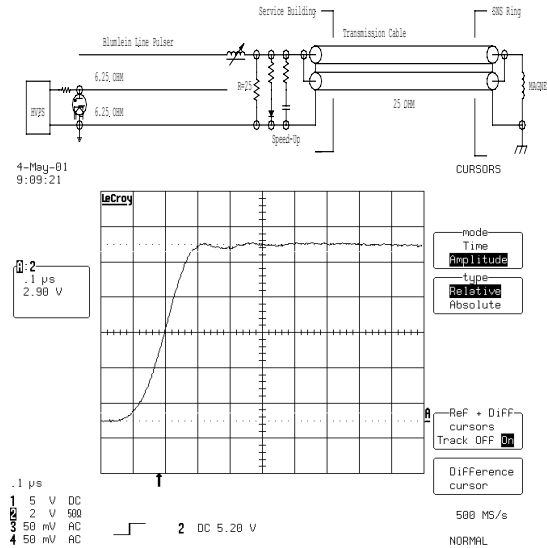 Service Building
SNS Ring
Blumlein Line Pulser
Transmission Cable
6.25 OHM
R=25
MAGNE
HVPS
25 OHM
6.25 OHM
Speed-Up
4-May-01
9:09:21
CURSORS
LeCroy
mode
Time
Amplitude
A:2
.1 µs
2.90 V
type
Relative
Absolute
A
Ref + Diff
cursors
Track OFF On
Difference
cursor
.1 µs
1 5 V DC
2 2 V 50Ω
3 50 mV AC
4 50 mV AC
2 DC 5.20 V
500 MS/s
NORMAL